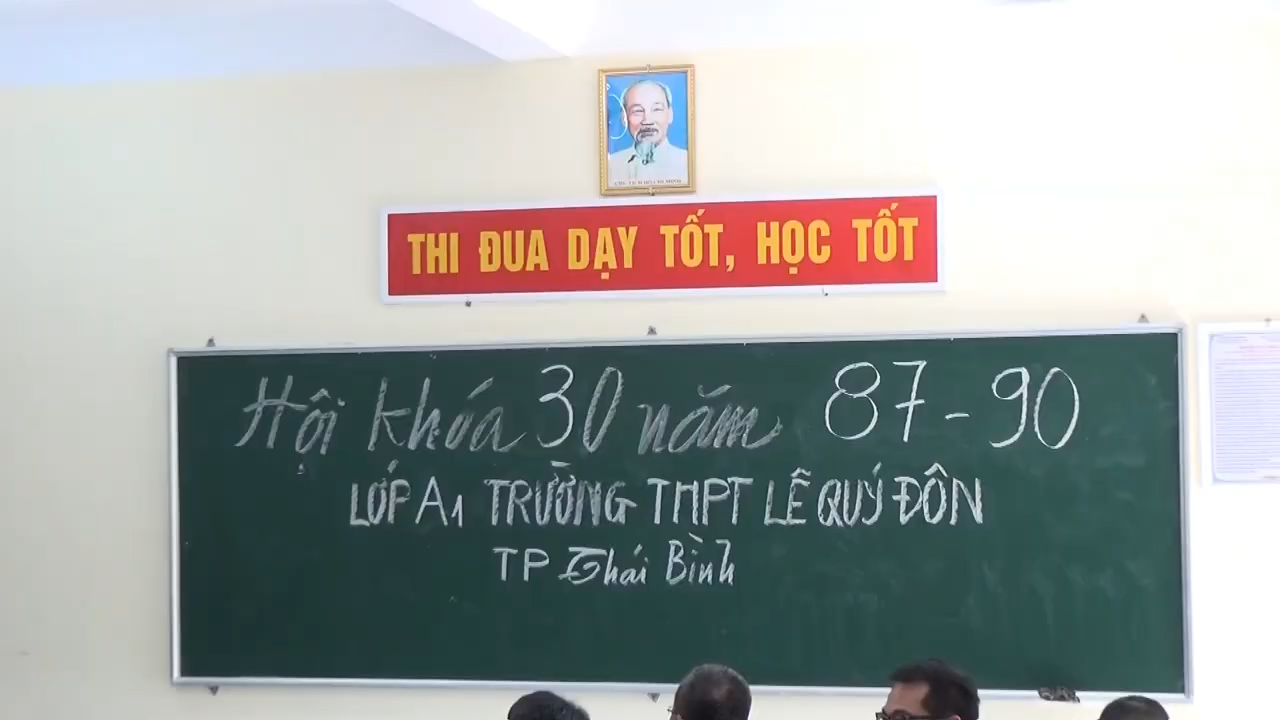 THI ĐUA DẠY TỐT, HỌC TỐT
Hội khóa 30 năm 87-90
LỚP A1 TRƯỜNG THPT LÊ QUÝ ĐÔN
TP Thái Bình